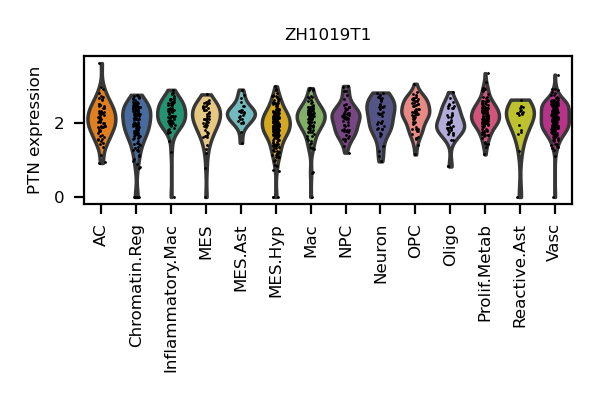 ZH1019T1
PTN expression
2
0
AC
Chromatin.Reg
Inflammatory.Mac
MES
MES.Ast
MES.Hyp
Mac
NPC
Neuron
OPC
Oligo
Prolif.Metab
Reactive.Ast
Vasc